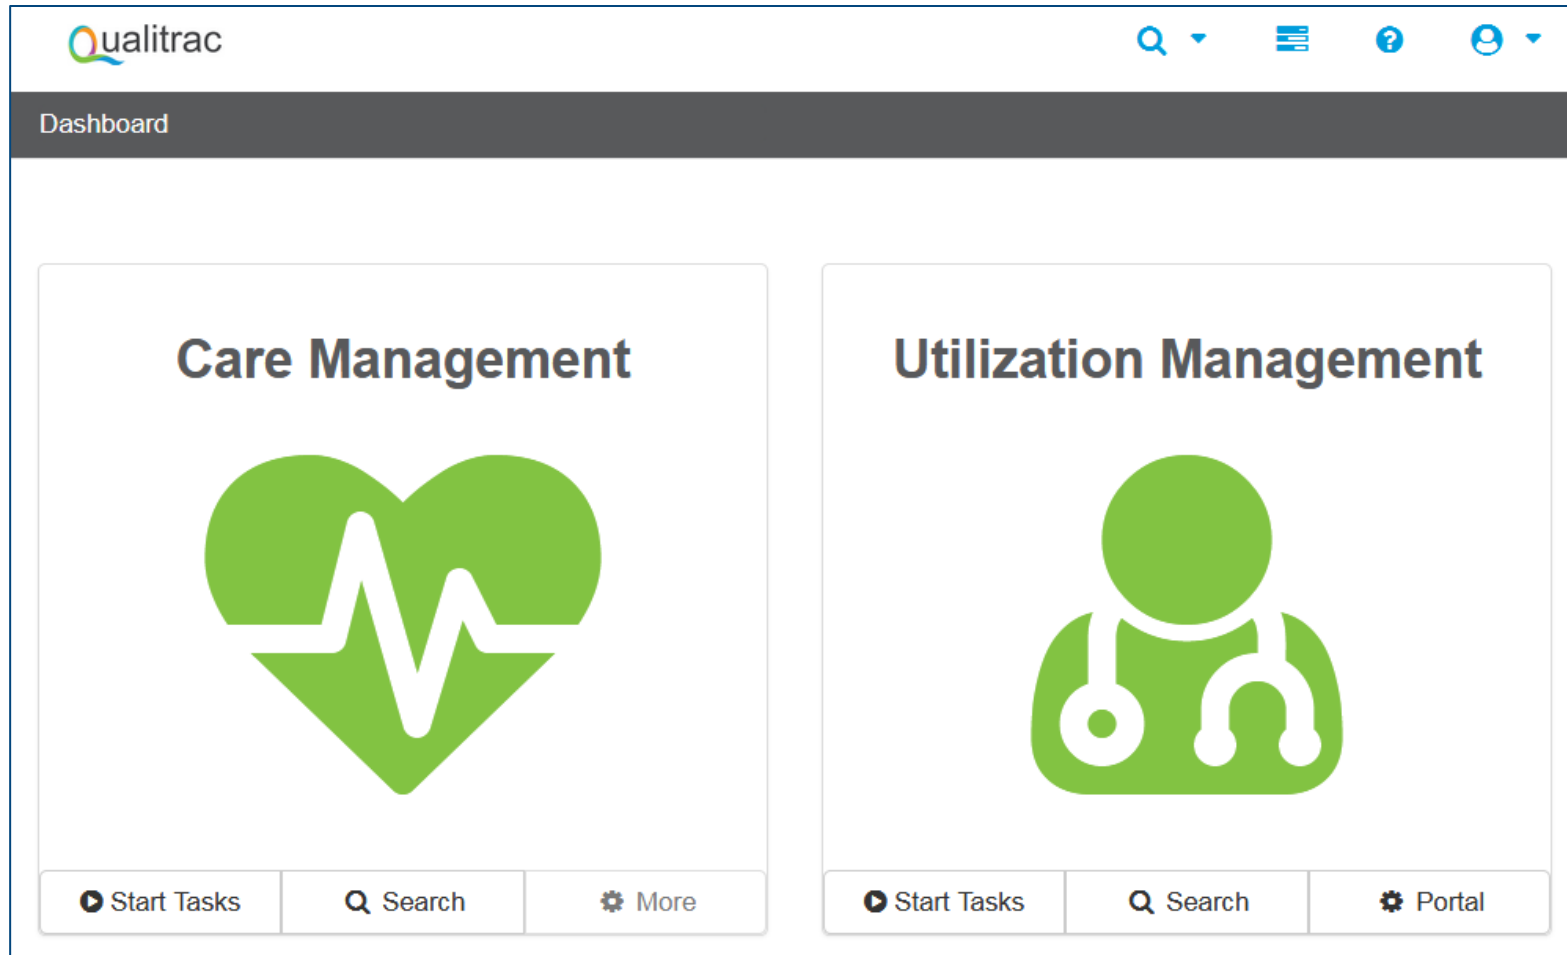 Qualitrac
Dashboard
Care Management
Utilization Management
Start Tasks
Search
More
Start Tasks
Search
Portal